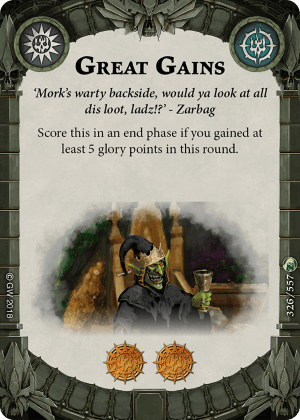 GREAT GAINS
‘Mork’s warty backside, would ya look at all
dis loot, ladz!?’ - Zarbag
Score this in an end phase if you gained at
least 5 glory points in this round.
© GW 2018
326/557